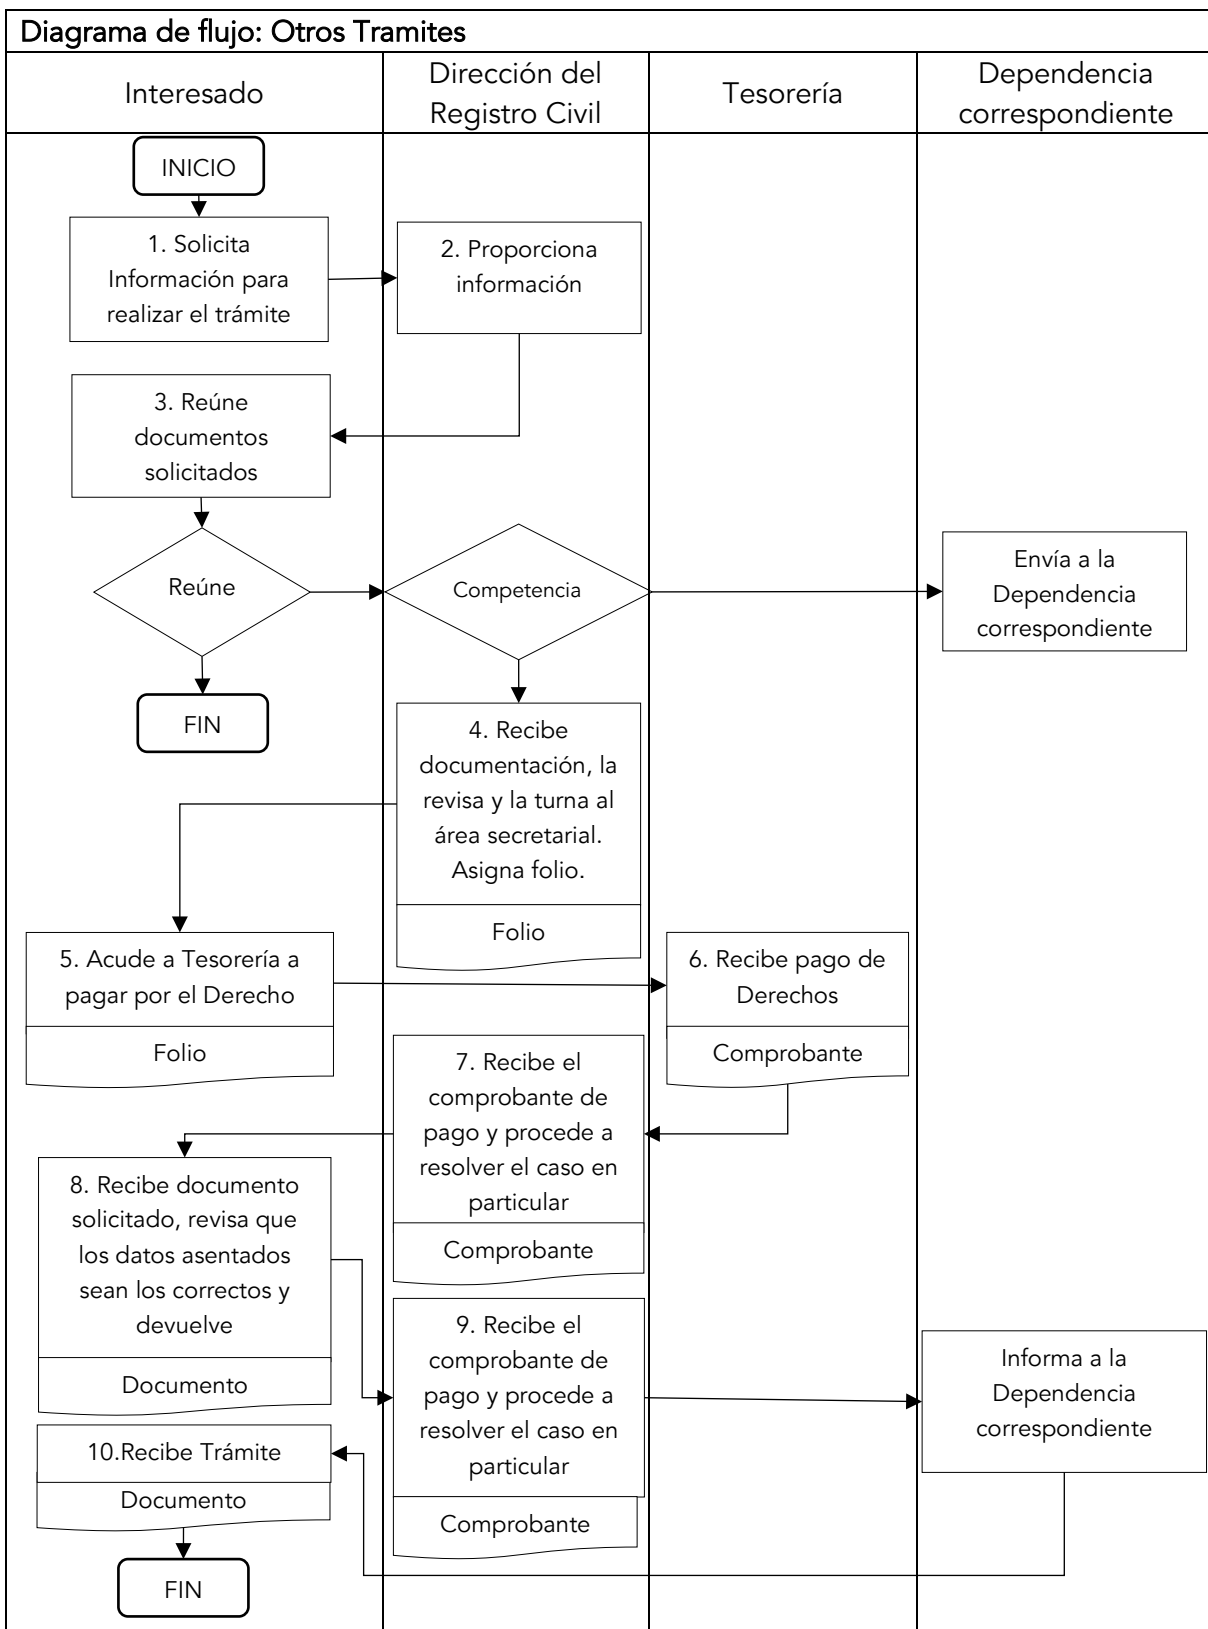 Diagrama de flujo: Otros Tramites
Interesado
Dirección del
Registro Civil
Tesorería
Dependencia
correspondiente
INICIO
1. Solicita
Información para
realizar el trámite
2. Proporciona
información
3. Reúne
documentos
solicitados
Reúne
Competencia
Envía a la
Dependencia
correspondiente
FIN
4. Recibe
documentación, la
revisa y la turna al
área secretarial.
Asigna folio.
Folio
5. Acude a Tesorería a
pagar por el Derecho
Folio
6. Recibe pago de
Derechos
Comprobante
7. Recibe el
comprobante de
pago y procede a
resolver el caso en
particular
Comprobante
8. Recibe documento
solicitado, revisa que
los datos asentados
sean los correctos y
devuelve
Documento
9. Recibe el
comprobante de
pago y procede a
resolver el caso en
particular
Comprobante
Informa a la
Dependencia
correspondiente
10.Recibe Trámite
Documento
FIN